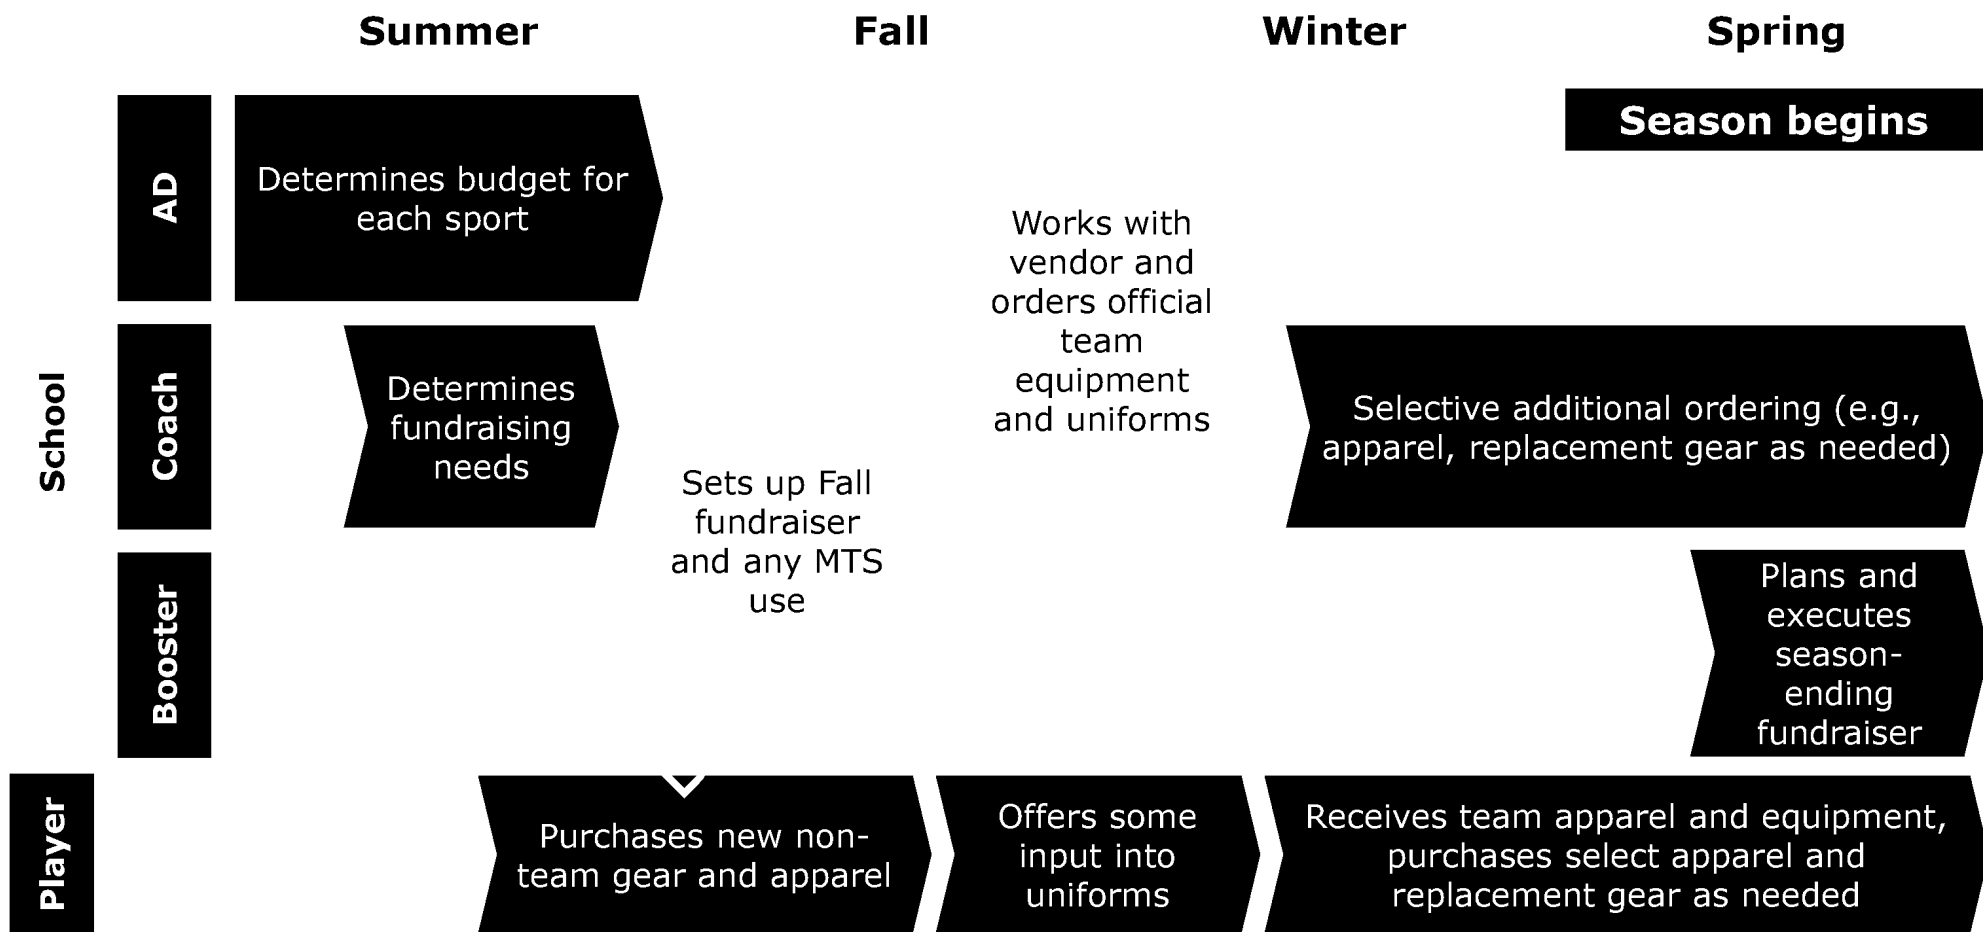 Summer
Fall
Winter
Spring
Season begins
School
AD
Determines budget for
each sport
Works with
vendor and
orders official
team
equipment
and uniforms
Coach
Determines
fundraising
needs
Selective additional ordering (e.g.,
apparel, replacement gear as needed)
Sets up Fall
fundraiser
and any MTS
use
Booster
Plans and
executes
season-
ending
fundraiser
Player
Purchases new non-
team gear and apparel
Offers some
input into
uniforms
Receives team apparel and equipment,
purchases select apparel and
replacement gear as needed